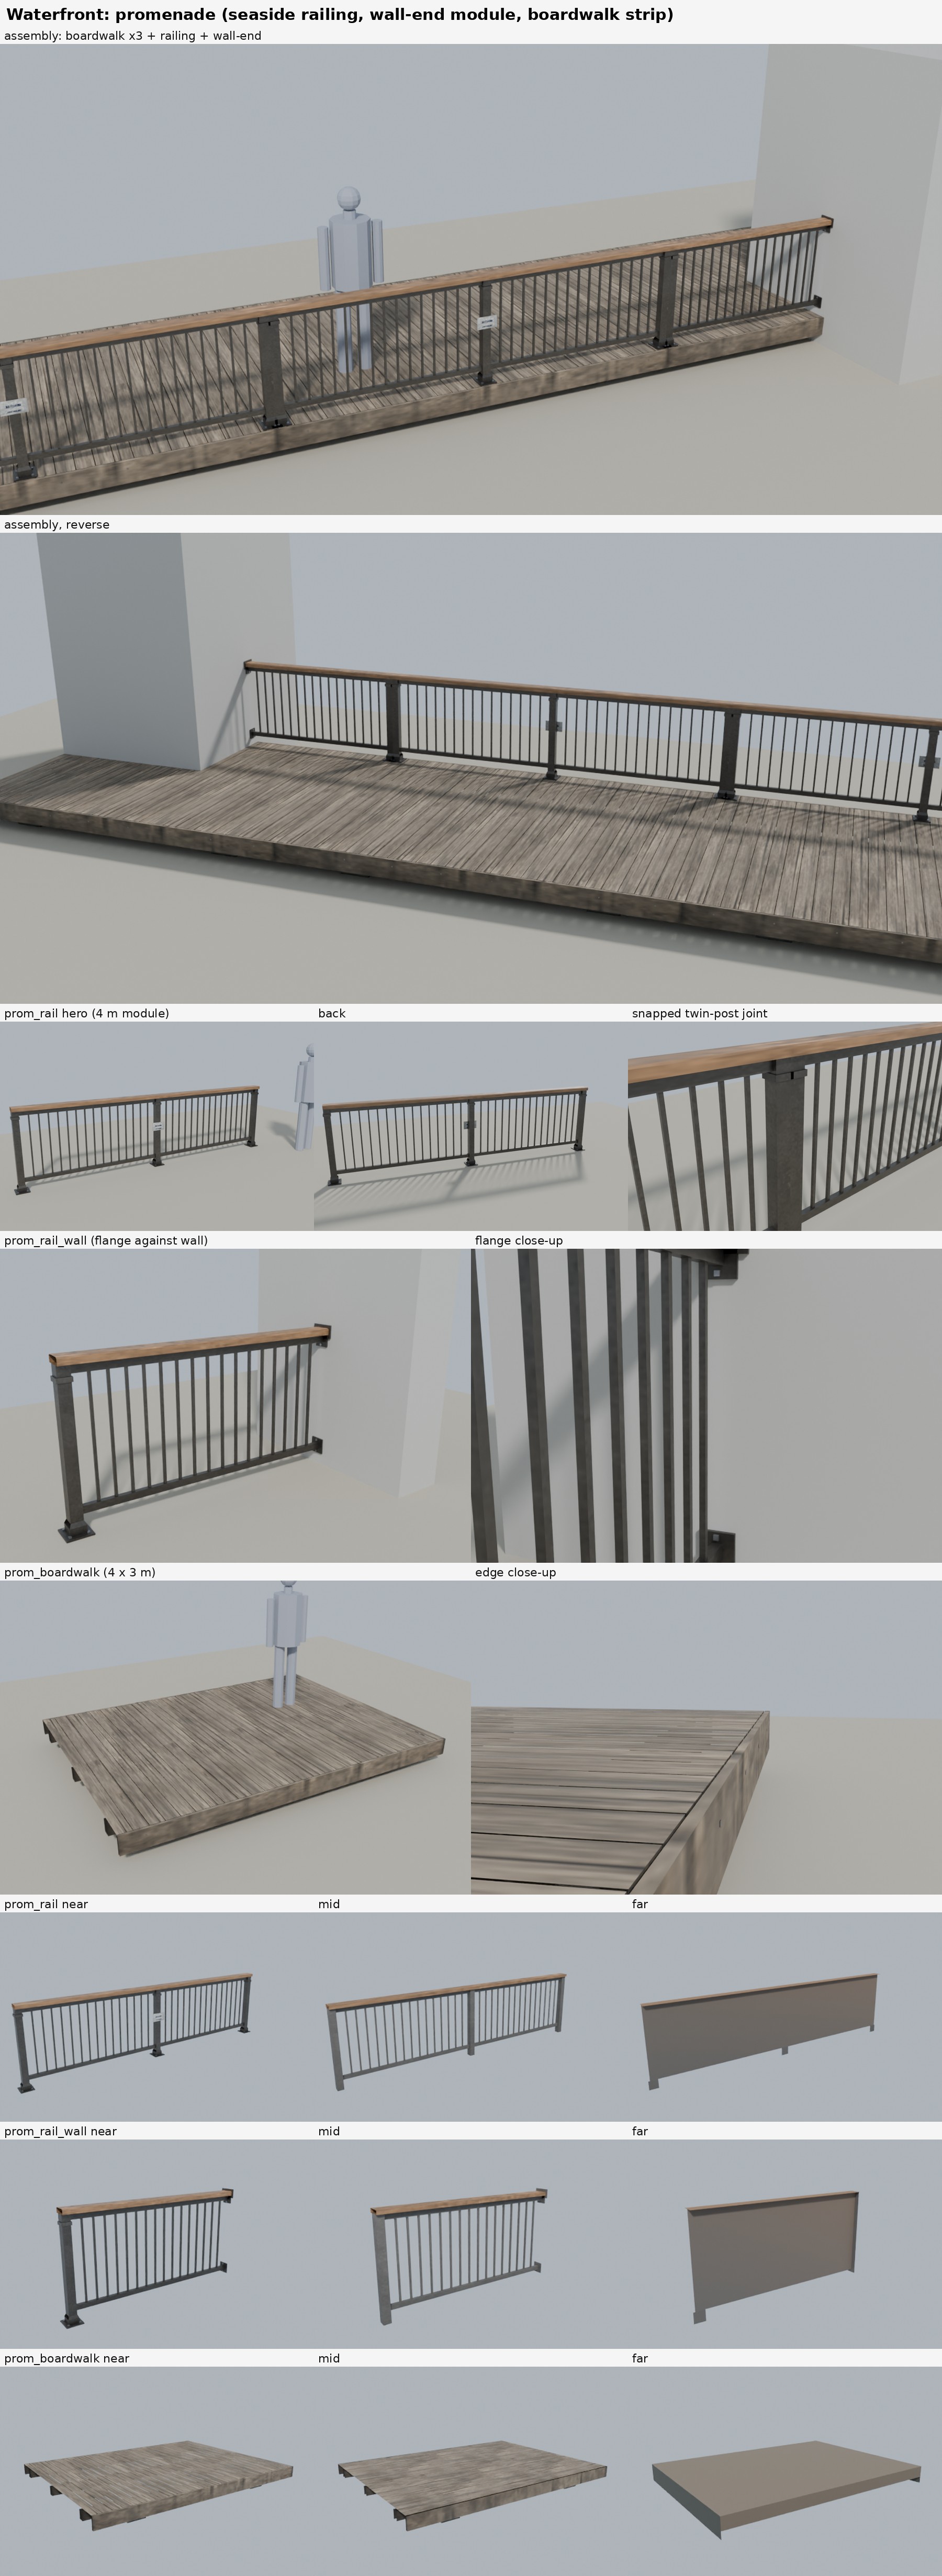 Waterfront: promenade (seaside railing, wall-end module, boardwalk strip)
assembly: boardwalk x3 + railing + wall-end
assembly, reverse
prom_rail hero (4 m module)
back
snapped twin-post joint
prom_rail_wall (flange against wall)
flange close-up
prom_boardwalk (4 x 3 m)
edge close-up
prom_rail near
mid
far
prom_rail_wall near
mid
far
prom_boardwalk near
mid
far